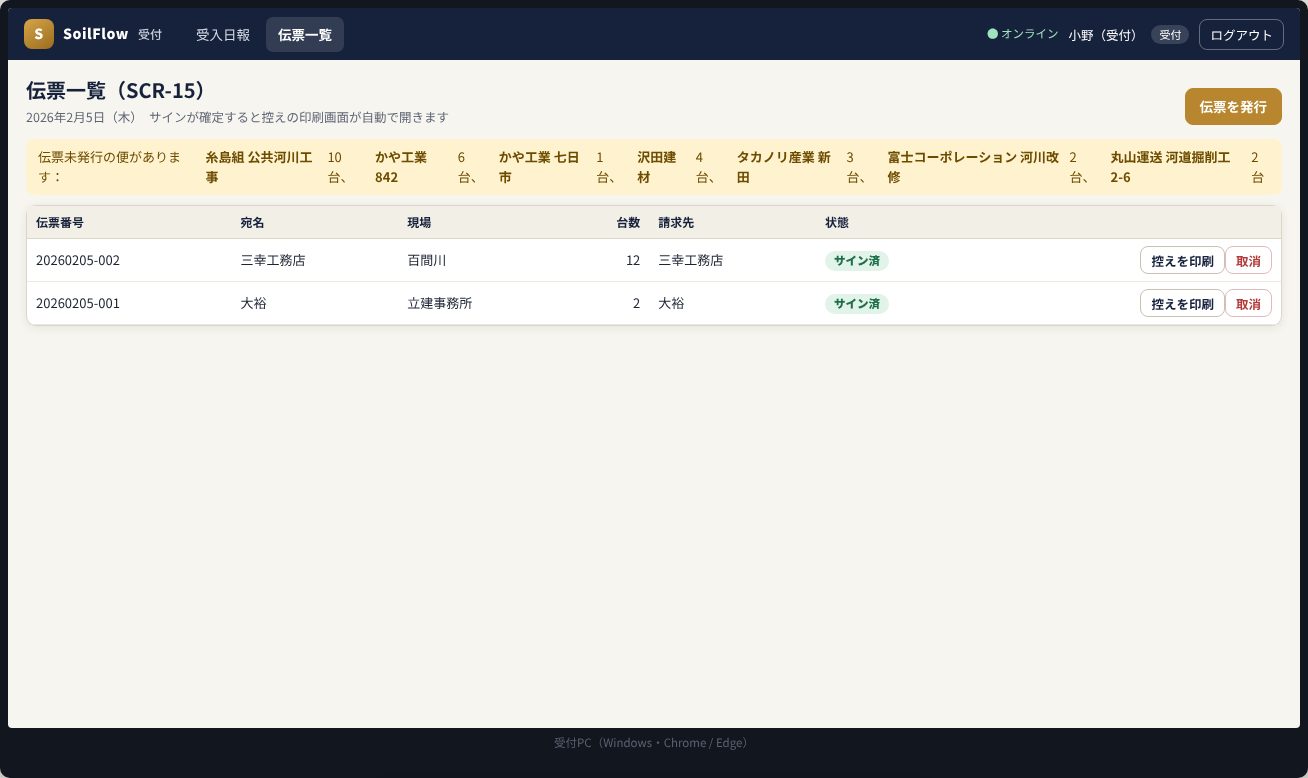 S SoilFlow 受付 受入日報 伝票一覧 オンライン 小野（受付） 受付 ログアウト
伝票一覧（SCR-15）
2026年2月5日（木） サインが確定すると控えの印刷画面が自動で開きます
伝票を発行
伝票未発行の便がありま 糸島組 公共河川工 10 かや工業 6 かや工業 七日 1 沢田建 4 タカノリ産業 新 3 富士コーポレーション 河川改 2 丸山運送 河道掘削工 2
す： 事 台、 842 台、 市 台、 材 台、 田 台、 修 台、 2-6 台
伝票番号 宛名 現場 台数 請求先 状態
20260205-002 三幸工務店 百間川 12 三幸工務店 サイン済 控えを印刷 取消
20260205-001 大裕 立建事務所 2 大裕 サイン済 控えを印刷 取消
受付PC（Windows・Chrome / Edge）